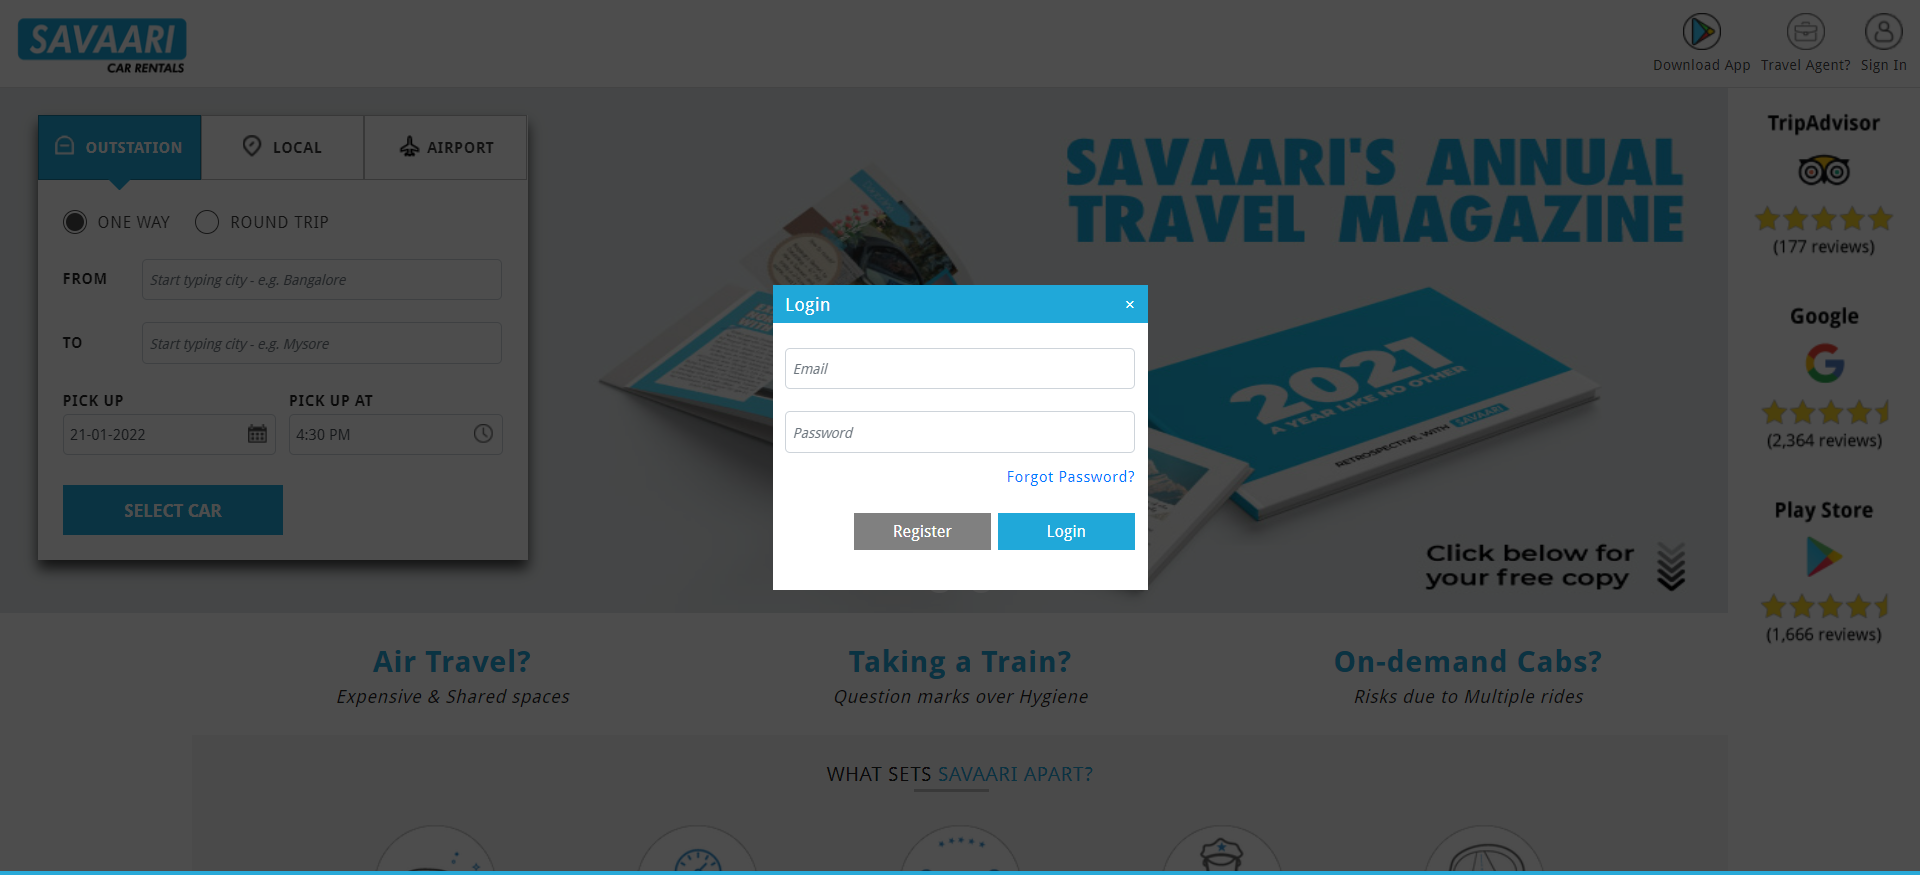 SAVAARI
CAR RENTALS
Download App
Travel Agent?
Sign In
OUTSTATION
LOCAL
AIRPORT
ONE WAY
ROUND TRIP
FROM
Start typing city - e.g. Bangalore
TO
Start typing city - e.g. Mysore
PICK UP
PICK UP AT
21-01-2022
4:30 PM
SELECT CAR
SAVAARI'S ANNUAL
TRAVEL MAGAZINE
2021
A YEAR LIKE NO OTHER
RETROSPECTIVE, WITH SAVAARI
Click below for
your free copy
Login
×
Email
Password
Forgot Password?
Register
Login
TripAdvisor
(177 reviews)
Google
(2,364 reviews)
Play Store
(1,666 reviews)
Air Travel?
Expensive & Shared spaces
Taking a Train?
Question marks over Hygiene
On-demand Cabs?
Risks due to Multiple rides
WHAT SETS SAVAARI APART?